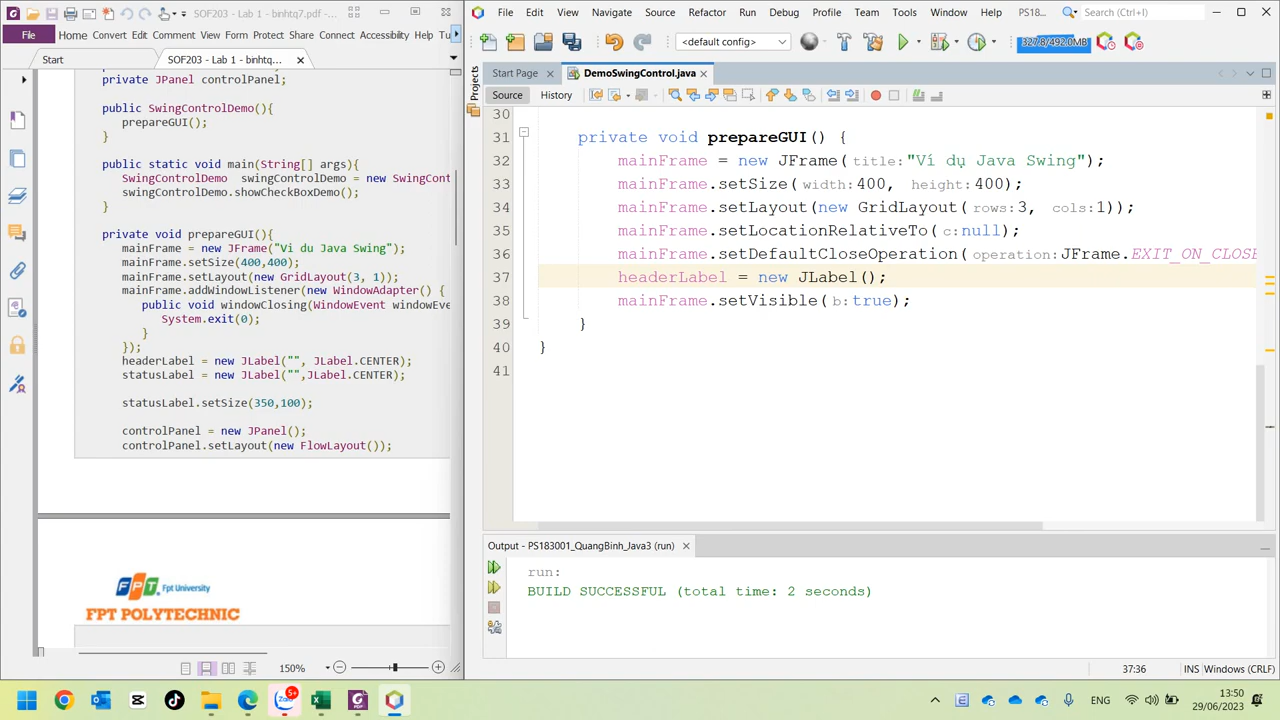 SOF203 - Lab 1 - binhtq7.pdf - F...
File Home Convert Edit Comment View Form Protect Share Connect Help Tu
Start SOF203 - Lab 1 - binhtq...
private JPanel controlPanel;
public SwingControlDemo(){
prepareGUI();
}
public static void main(String[] args){
SwingControlDemo swingControlDemo = new SwingCont
swingControlDemo.showCheckBoxDemo();
}
private void prepareGUI(){
mainFrame = new JFrame("Vi du Java Swing");
mainFrame.setSize(400,400);
mainFrame.setLayout(new GridLayout(3, 1));
mainFrame.addWindowListener(new WindowAdapter() {
public void windowClosing(WindowEvent windowEve
System.exit(0);
}
});
headerLabel = new JLabel("", JLabel.CENTER);
statusLabel = new JLabel("",JLabel.CENTER);
statusLabel.setSize(350,100);
controlPanel = new JPanel();
controlPanel.setLayout(new FlowLayout());
FPT Fpt University
FPT POLYTECHNIC
150%
File Edit View Navigate Source Refactor Run Debug Profile Team Tools Window Help PS18... Search (Ctrl+I)
<default config> 327.8/492.0MB
Projects
Start Page DemoSwingControl.java
Source History
30
31 private void prepareGUI() {
32 mainFrame = new JFrame(title:"Ví dụ Java Swing");
33 mainFrame.setSize(width:400, height:400);
34 mainFrame.setLayout(new GridLayout(rows:3, cols:1));
35 mainFrame.setLocationRelativeTo(c:null);
36 mainFrame.setDefaultCloseOperation(operation:JFrame.EXIT_ON_CLOSE
37 headerLabel = new JLabel();
38 mainFrame.setVisible(b:true);
39 }
40 }
41
Output - PS183001_QuangBinh_Java3 (run)
run:
BUILD SUCCESSFUL (total time: 2 seconds)
37:36 INS Windows (CRLF)
Zalo 5+ ENG 13:50
29/06/2023